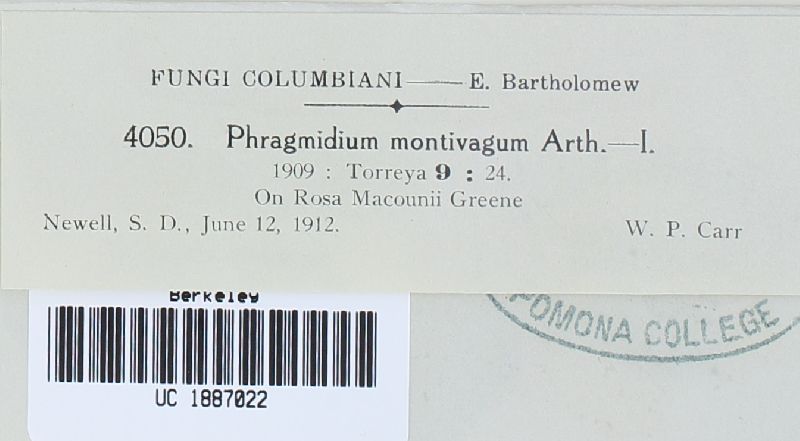 FUNGI COLUMBIANI — E. Bartholomew
4050. Phragmidium montivagum Arth.—I.
1909 : Torreya 9 : 24.
On Rosa Macounii Greene
Newell, S. D., June 12, 1912. W. P. Carr
Berkeley
UC 1887022
POMONA COLLEGE